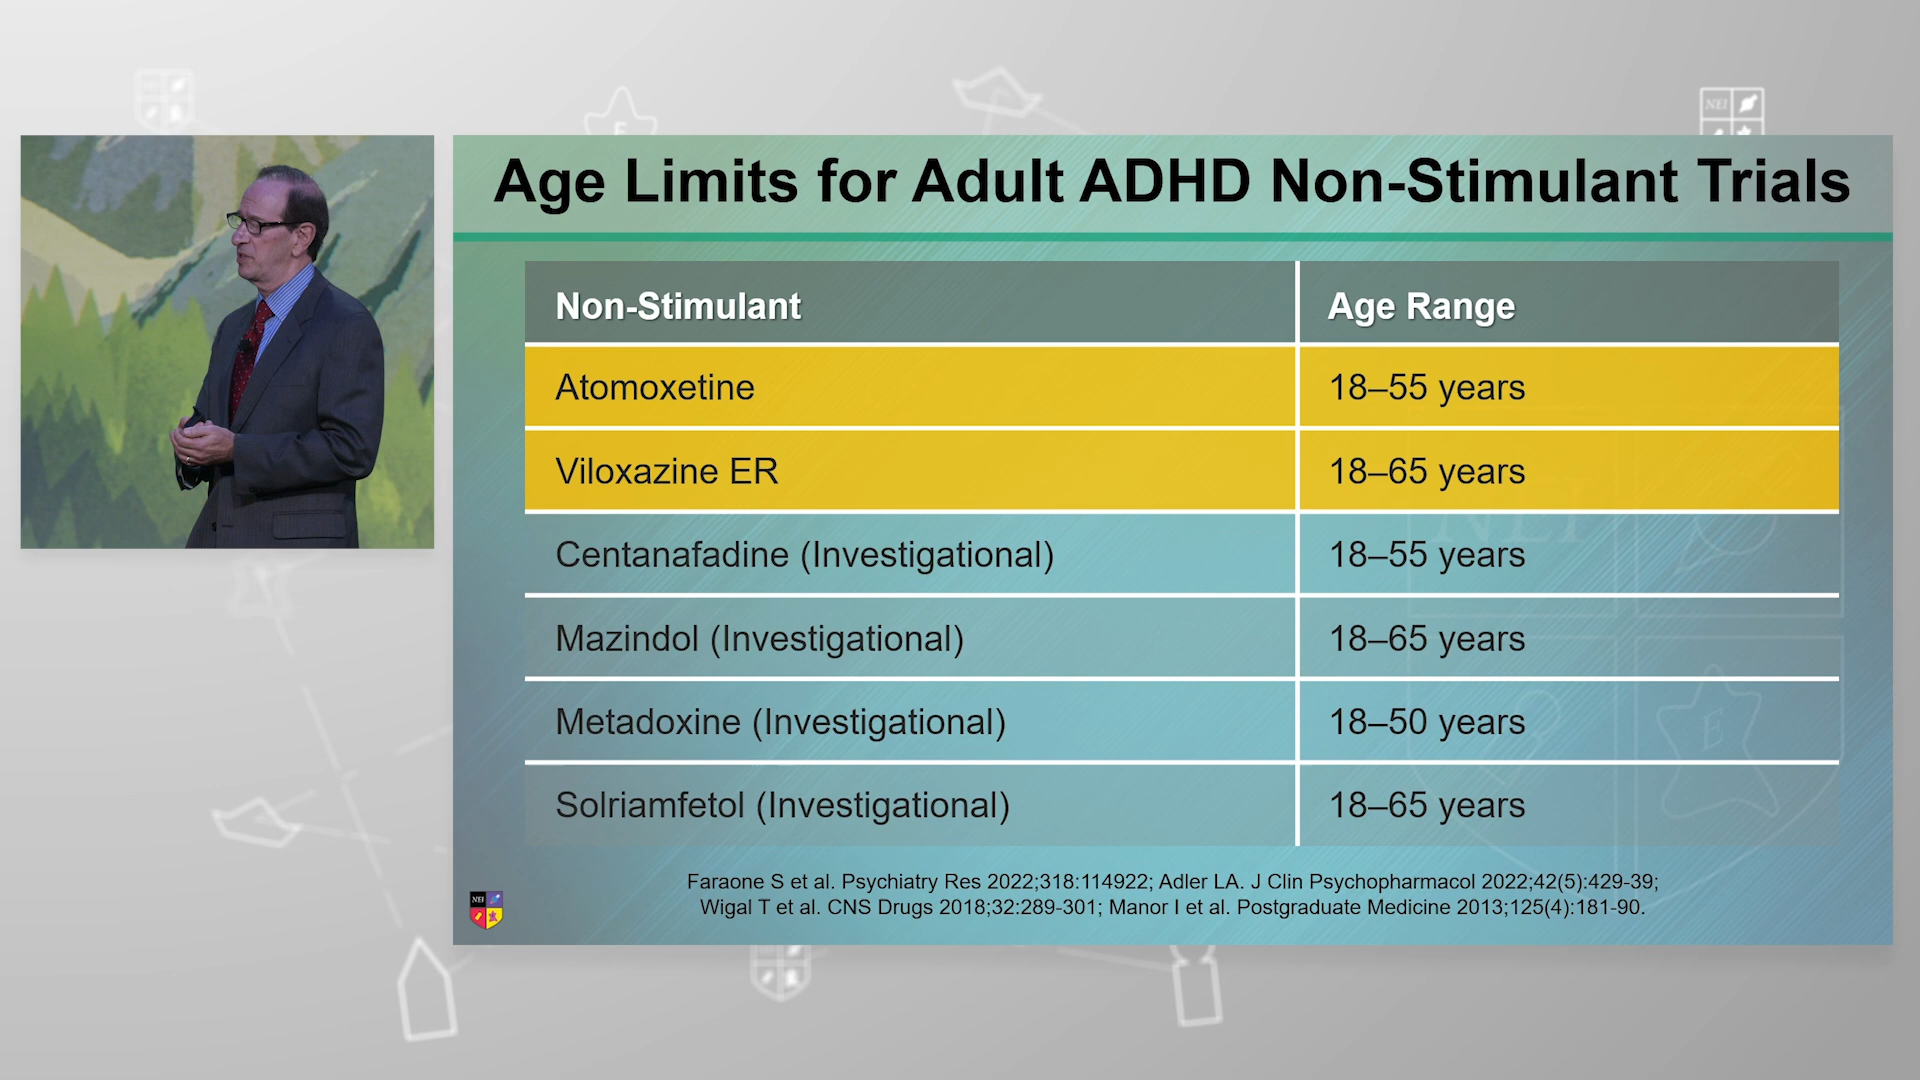 NEI
Age Limits for Adult ADHD Non-Stimulant Trials
Non-Stimulant Age Range
Atomoxetine 18–55 years
Viloxazine ER 18–65 years
Centanafadine (Investigational) 18–55 years
Mazindol (Investigational) 18–65 years
Metadoxine (Investigational) 18–50 years
Solriamfetol (Investigational) 18–65 years
Faraone S et al. Psychiatry Res 2022;318:114922; Adler LA. J Clin Psychopharmacol 2022;42(5):429-39;
Wigal T et al. CNS Drugs 2018;32:289-301; Manor I et al. Postgraduate Medicine 2013;125(4):181-90.
NEI
NEI
E
E